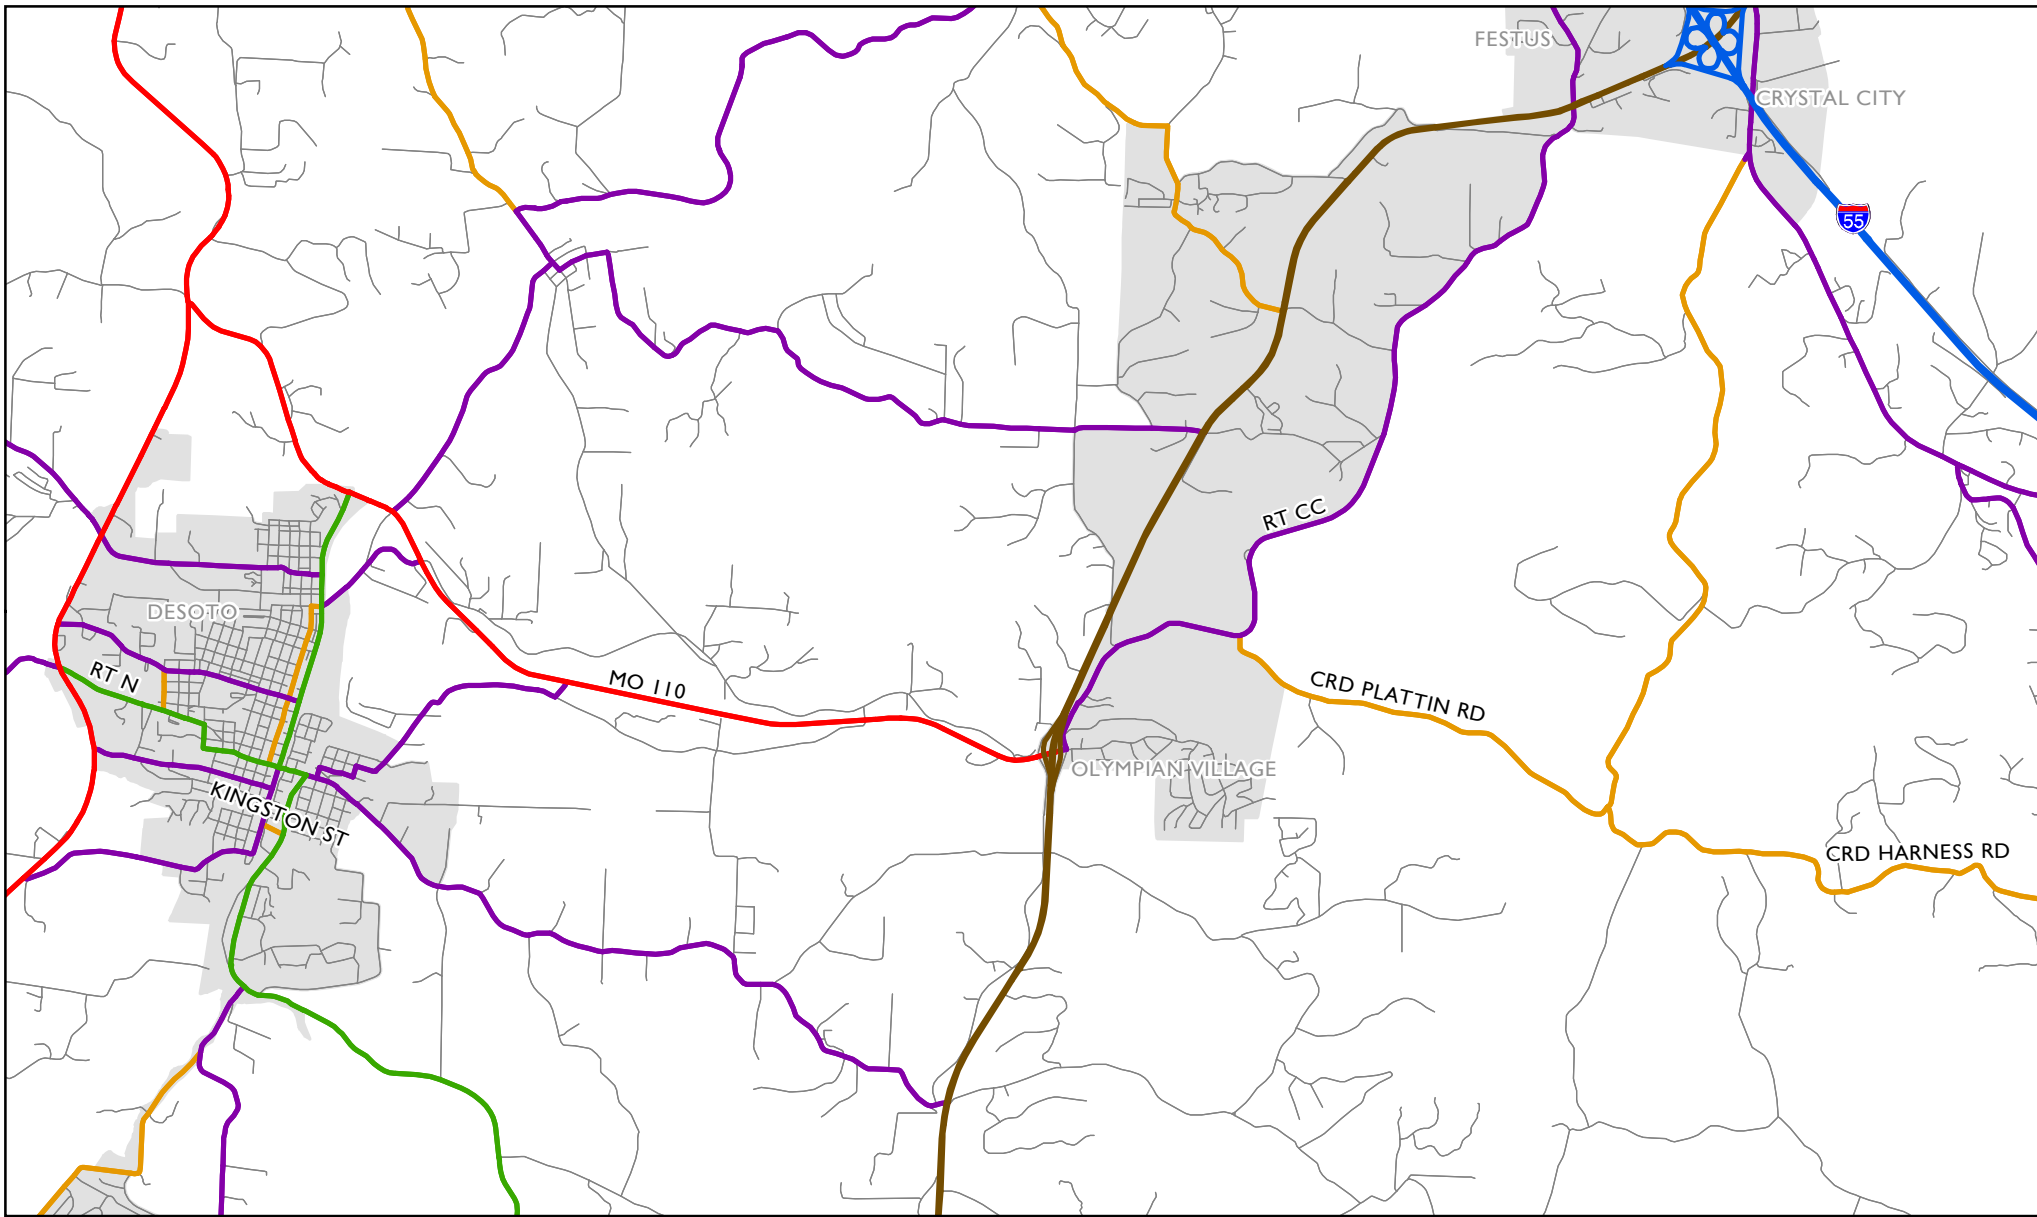 FESTUS
CRYSTAL CITY
55
RT CC
DESOTO
RT N
MO 110
CRD PLATTIN RD
OLYMPIAN VILLAGE
KINGSTON ST
CRD HARNESS RD